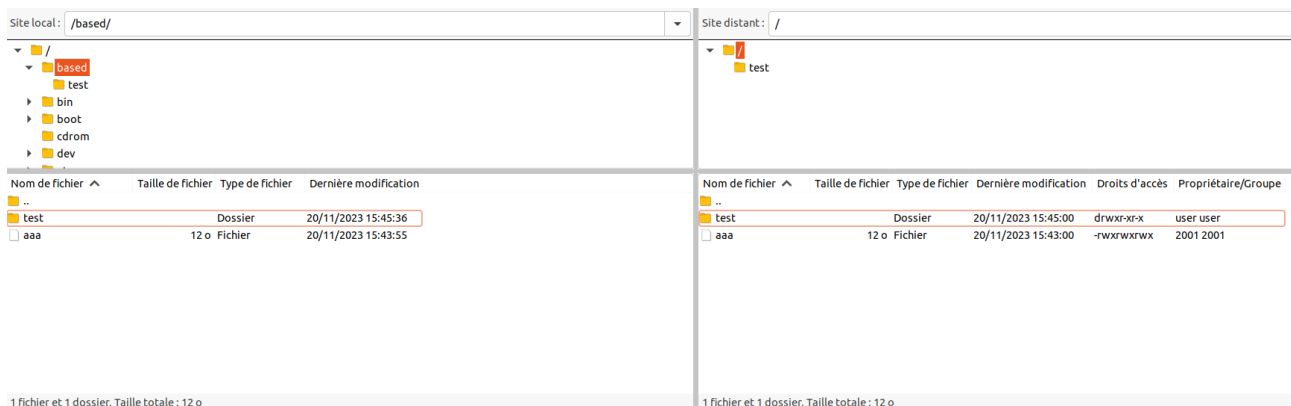 Site local : /based/
/
based
test
bin
boot
cdrom
dev
Nom de fichier Taille de fichier Type de fichier Dernière modification
..
test Dossier 20/11/2023 15:45:36
aaa 12 o Fichier 20/11/2023 15:43:55
1 fichier et 1 dossier. Taille totale : 12 o
Site distant : /
/
test
Nom de fichier Taille de fichier Type de fichier Dernière modification Droits d'accès Propriétaire/Groupe
..
test Dossier 20/11/2023 15:45:00 drwxr-xr-x user user
aaa 12 o Fichier 20/11/2023 15:43:00 -rwxrwxrwx 2001 2001
1 fichier et 1 dossier. Taille totale : 12 o